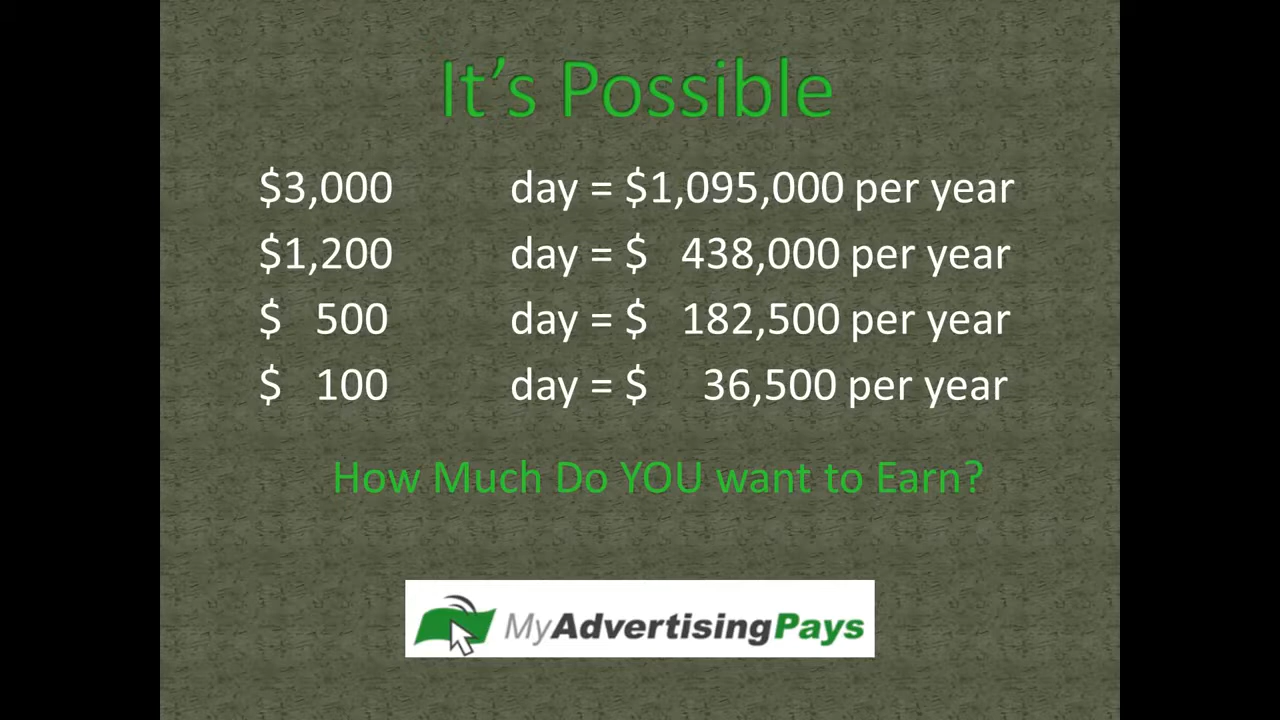 It's Possible
$3,000 day = $1,095,000 per year
$1,200 day = $ 438,000 per year
$ 500 day = $ 182,500 per year
$ 100 day = $ 36,500 per year
How Much Do YOU want to Earn?
MyAdvertisingPays